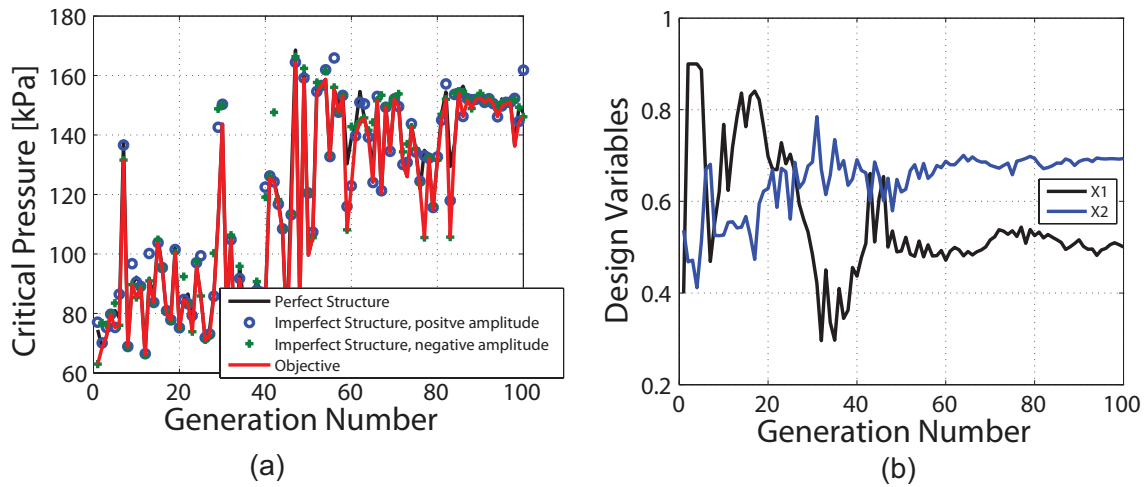 Critical Pressure [kPa]
180
160
140
120
100
80
60
0
20
40
60
80
100
Generation Number
Perfect Structure
Imperfect Structure, positve amplitude
Imperfect Structure, negative amplitude
Objective
(a)
Design Variables
1
0.8
0.6
0.4
0.2
0
20
40
60
80
100
Generation Number
X1
X2
(b)